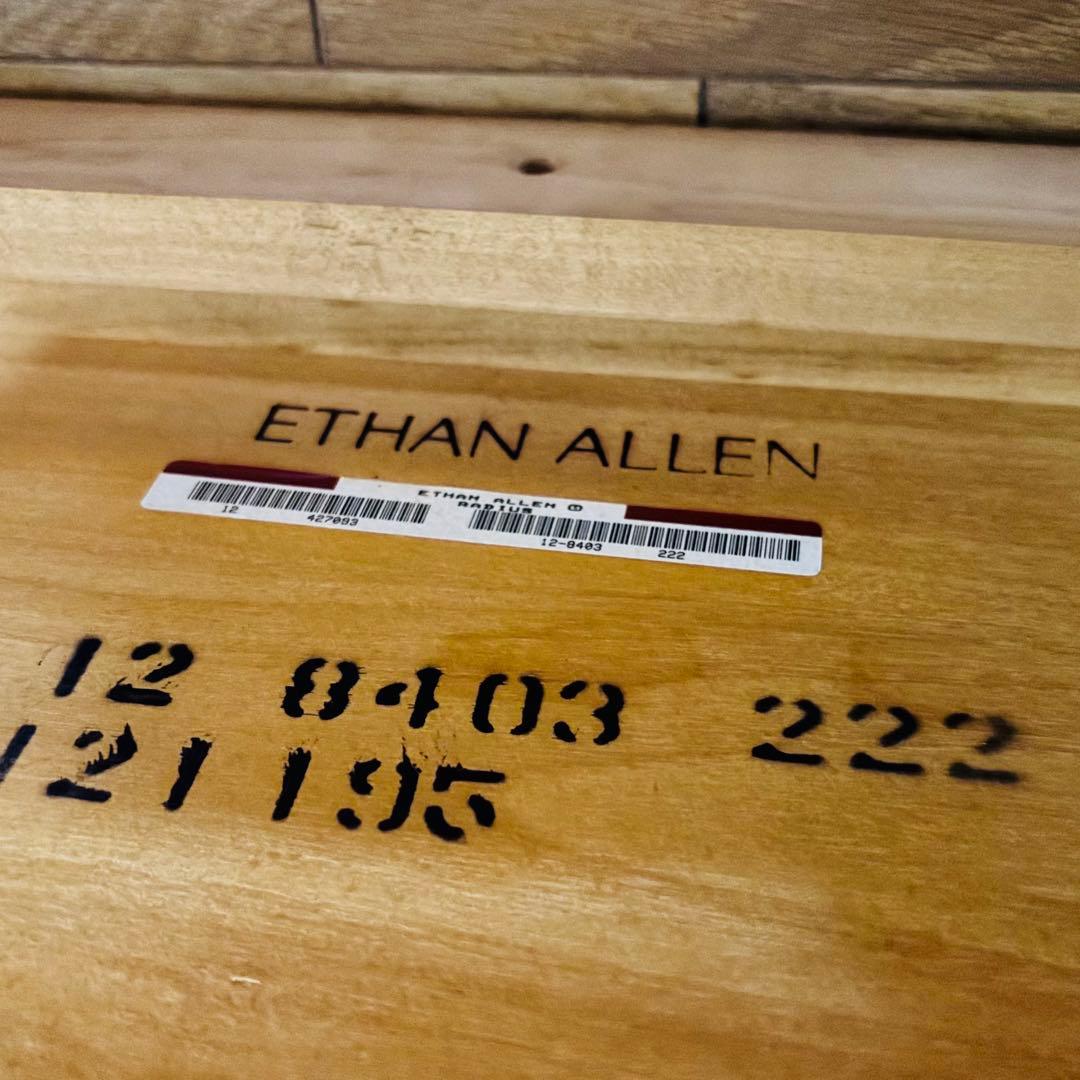 ETHAN ALLEN
ETHAN ALLEN ®
RADIUS
12 427093
12-8403 222
12 8403 222
121195